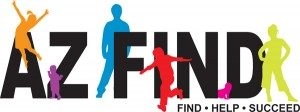 AZ FIND
FIND • HELP • SUCCEED